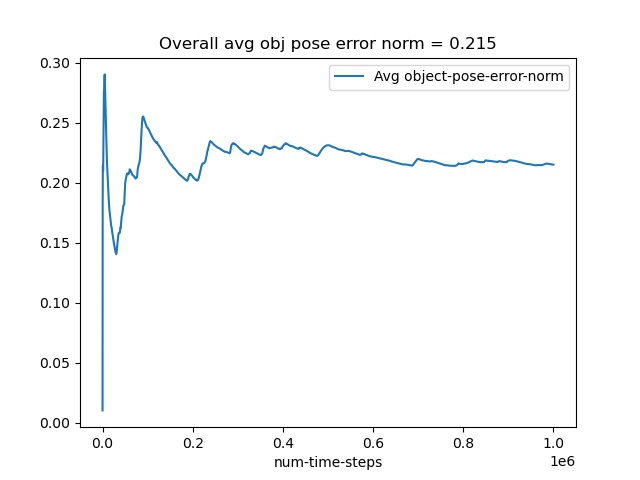 Overall avg obj pose error norm = 0.215
Avg object-pose-error-norm
0.30
0.25
0.20
0.15
0.10
0.05
0.00
0.0 0.2 0.4 0.6 0.8 1.0
1e6
num-time-steps